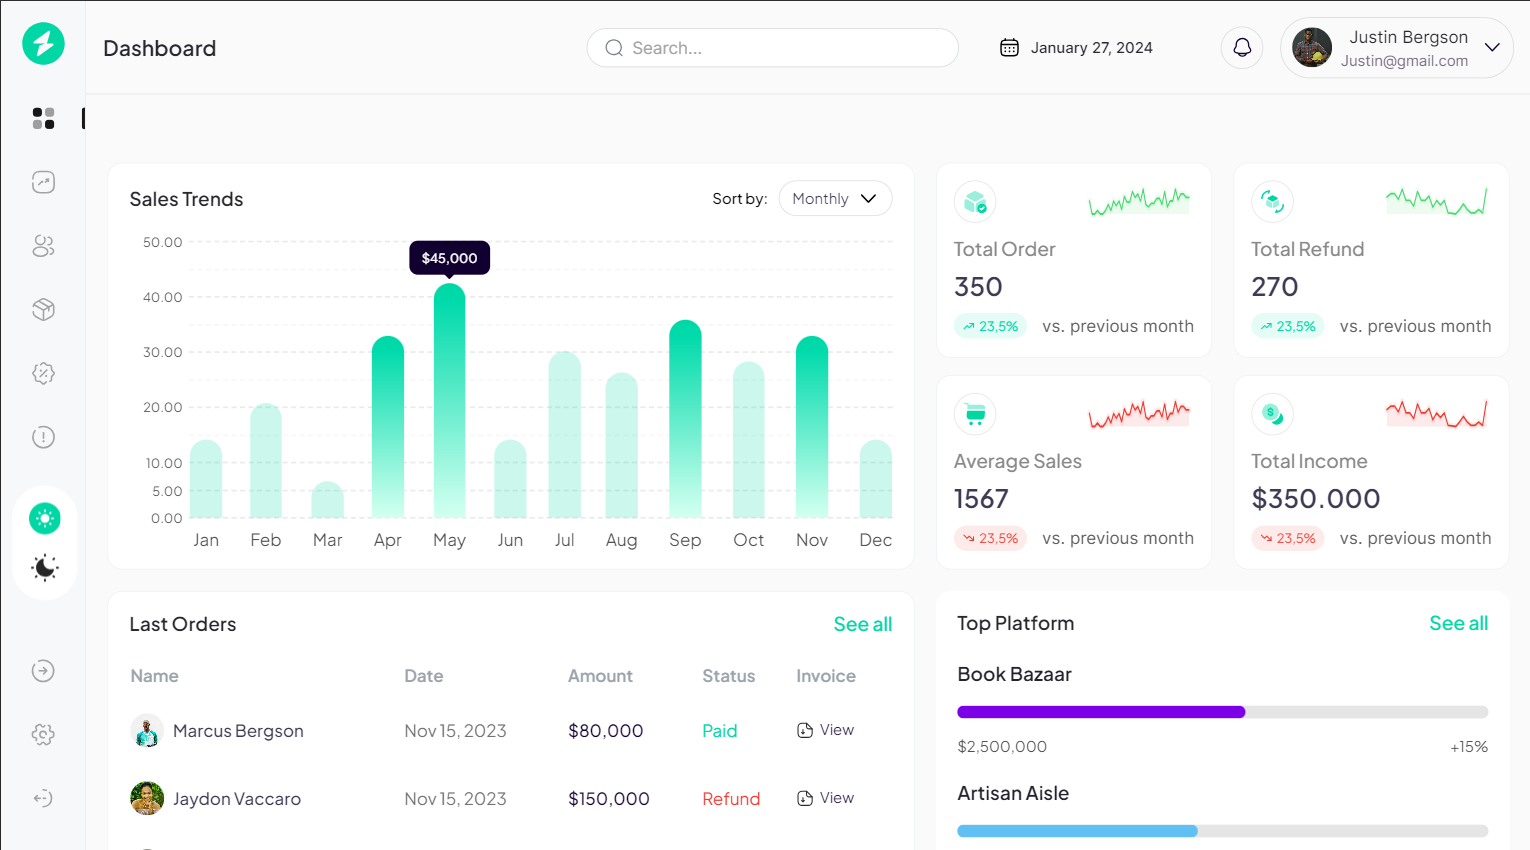 Dashboard
Search...
January 27, 2024
Justin Bergson
Justin@gmail.com
Sales Trends
Sort by:
Monthly
50.00
40.00
30.00
20.00
10.00
5.00
0.00
$45,000
Jan Feb Mar Apr May Jun Jul Aug Sep Oct Nov Dec
Total Order
350
23,5% vs. previous month
Total Refund
270
23,5% vs. previous month
Average Sales
1567
23,5% vs. previous month
Total Income
$350.000
23,5% vs. previous month
Last Orders
See all
Name Date Amount Status Invoice
Marcus Bergson Nov 15, 2023 $80,000 Paid View
Jaydon Vaccaro Nov 15, 2023 $150,000 Refund View
Top Platform
See all
Book Bazaar
$2,500,000 +15%
Artisan Aisle